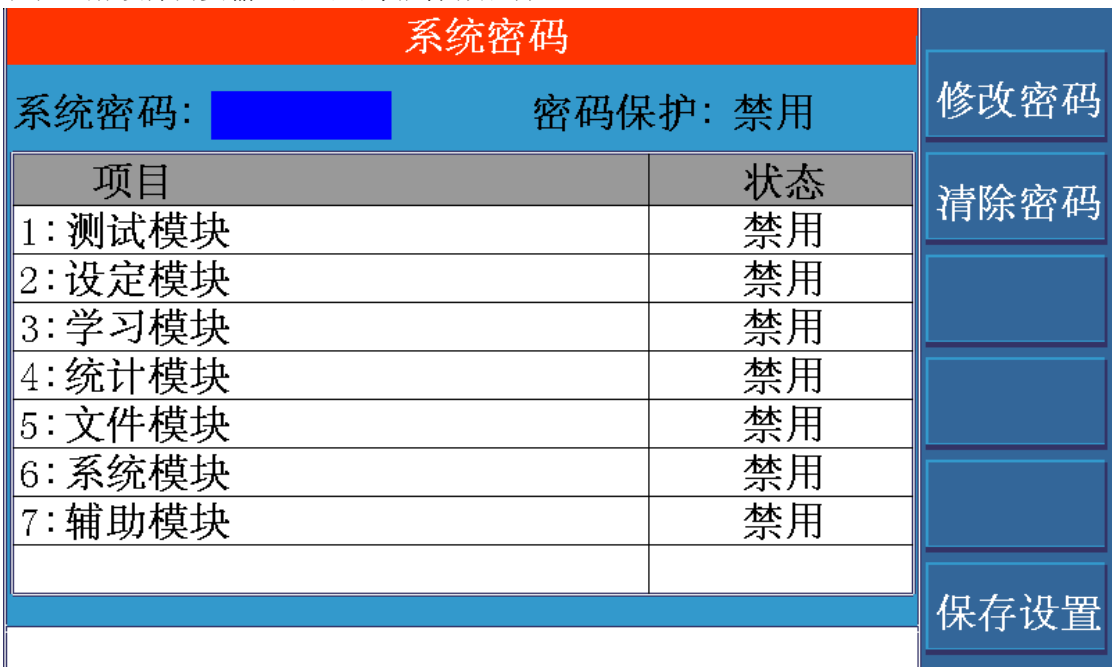 系统密码
系统密码: 密码保护: 禁用
项目 状态
1:测试模块 禁用
2:设定模块 禁用
3:学习模块 禁用
4:统计模块 禁用
5:文件模块 禁用
6:系统模块 禁用
7:辅助模块 禁用
修改密码
清除密码
保存设置